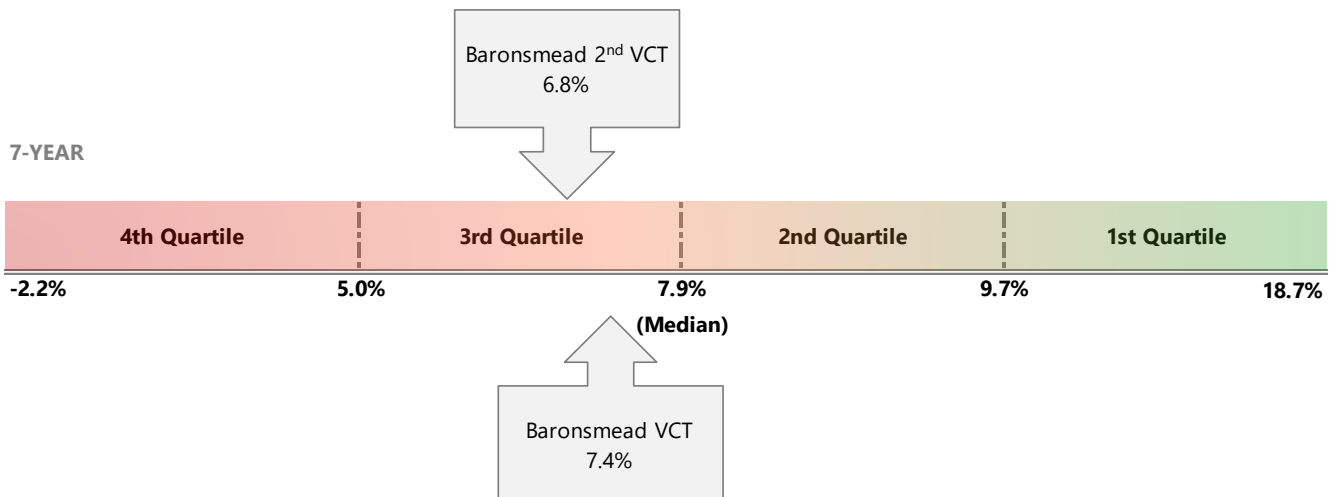 Baronsmead 2nd VCT
6.8%
7-YEAR
4th Quartile 3rd Quartile 2nd Quartile 1st Quartile
-2.2% 5.0% 7.9% 9.7% 18.7%
(Median)
Baronsmead VCT
7.4%